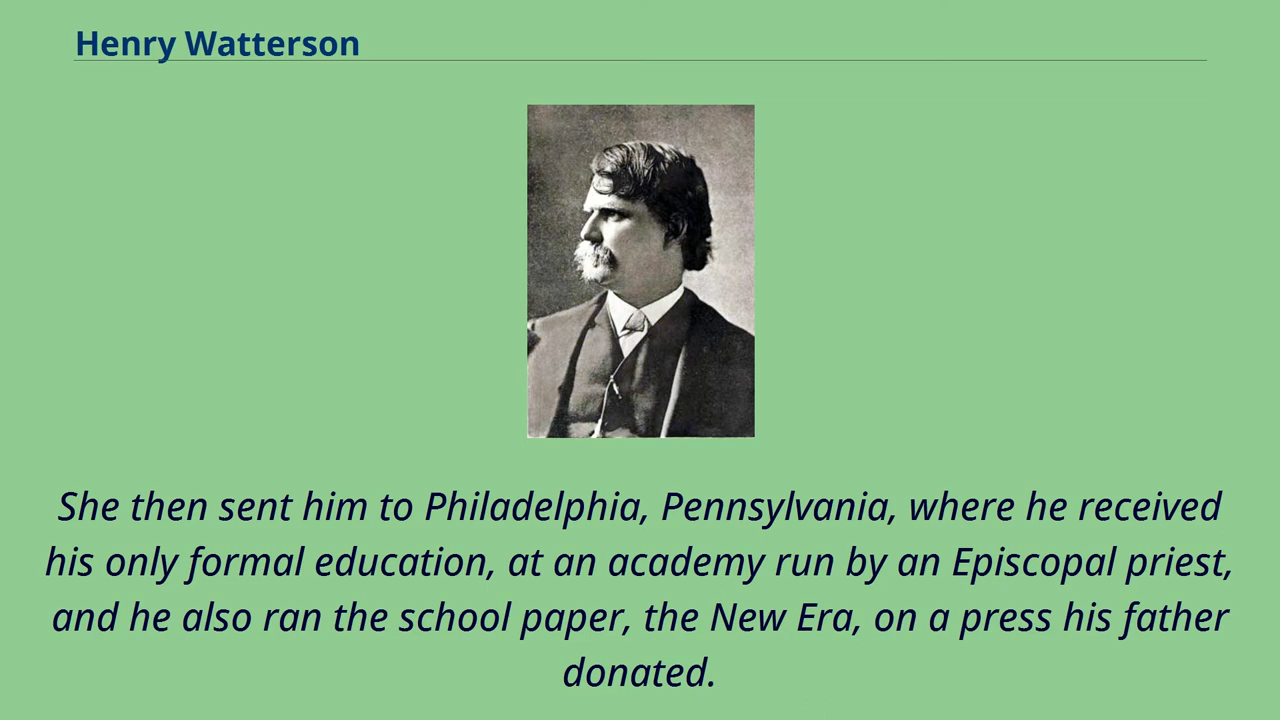 Henry Watterson
She then sent him to Philadelphia, Pennsylvania, where he received
his only formal education, at an academy run by an Episcopal priest,
and he also ran the school paper, the New Era, on a press his father
donated.